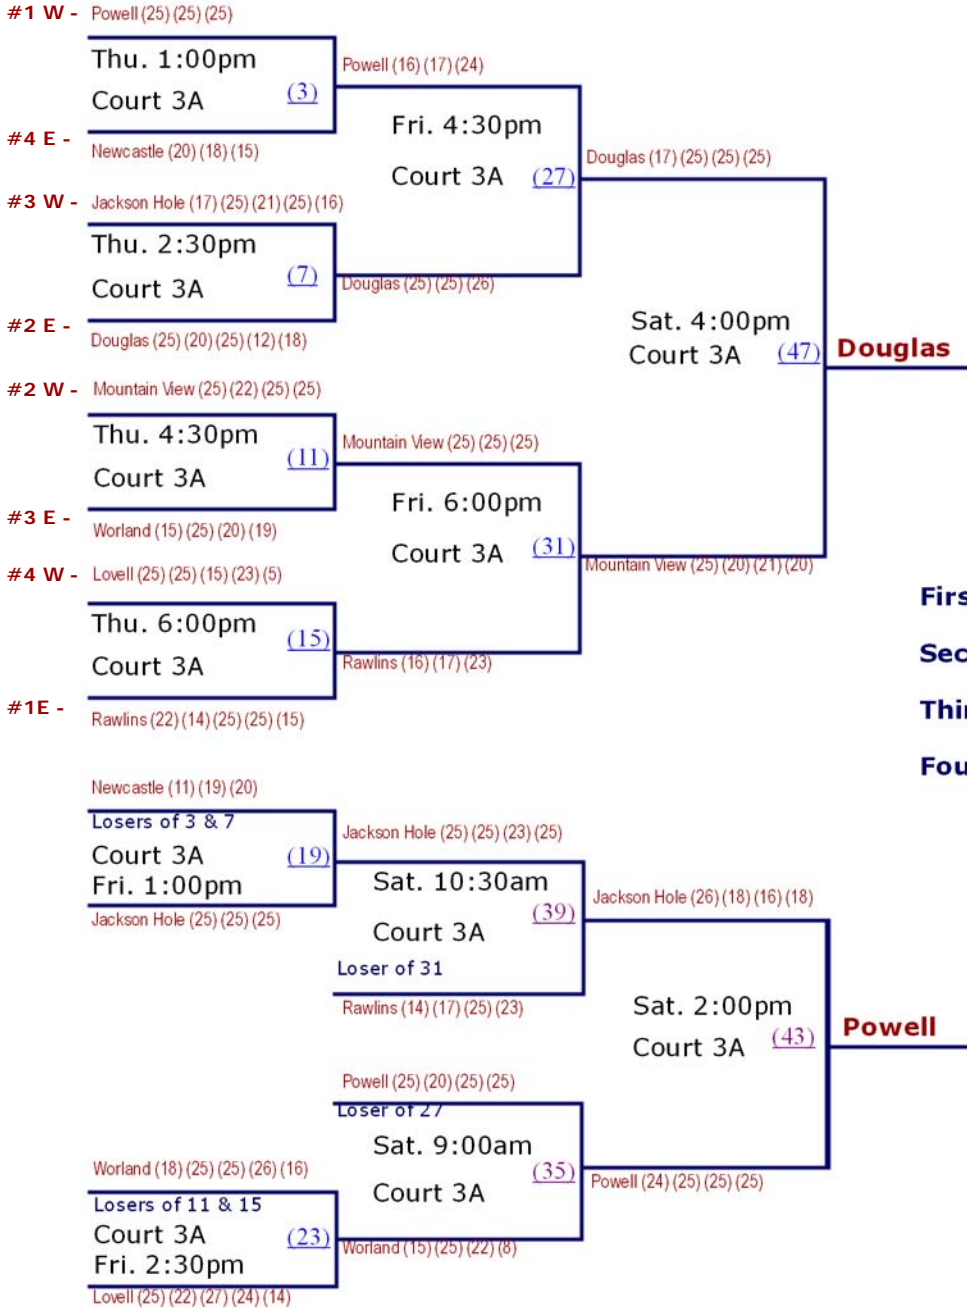 #1 W - Powell (25) (25) (25)
Thu. 1:00pm
Court 3A (3)
#4 E - Newcastle (20) (18) (15)
Powell (16) (17) (24)
Fri. 4:30pm
Court 3A (27)
#3 W - Jackson Hole (17) (25) (21) (25) (16)
Thu. 2:30pm
Court 3A (7)
Douglas (25) (25) (26)
#2 E - Douglas (25) (20) (25) (12) (18)
Douglas (17) (25) (25) (25)
Sat. 4:00pm
Court 3A (47)
Douglas
#2 W - Mountain View (25) (22) (25) (25)
Thu. 4:30pm
Court 3A (11)
#3 E - Worland (15) (25) (20) (19)
Mountain View (25) (25) (25)
Fri. 6:00pm
Court 3A (31)
Mountain View (25) (20) (21) (20)
#4 W - Lovell (25) (25) (15) (23) (5)
Thu. 6:00pm
Court 3A (15)
Rawlins (16) (17) (23)
#1E - Rawlins (22) (14) (25) (25) (15)
Firs
Sec
Thi
Fou
Newcastle (11) (19) (20)
Losers of 3 & 7
Court 3A (19)
Fri. 1:00pm
Jackson Hole (25) (25) (25)
Jackson Hole (25) (25) (23) (25)
Sat. 10:30am
(39)
Court 3A
Loser of 31
Rawlins (14) (17) (25) (23)
Jackson Hole (26) (18) (16) (18)
Sat. 2:00pm
Court 3A (43)
Powell
Powell (25) (20) (25) (25)
Loser of 27
Sat. 9:00am
(35)
Court 3A
Powell (24) (25) (25) (25)
Worland (18) (25) (25) (26) (16)
Losers of 11 & 15
Court 3A (23)
Fri. 2:30pm
Worland (15) (25) (22) (8)
Lovell (25) (22) (27) (24) (14)